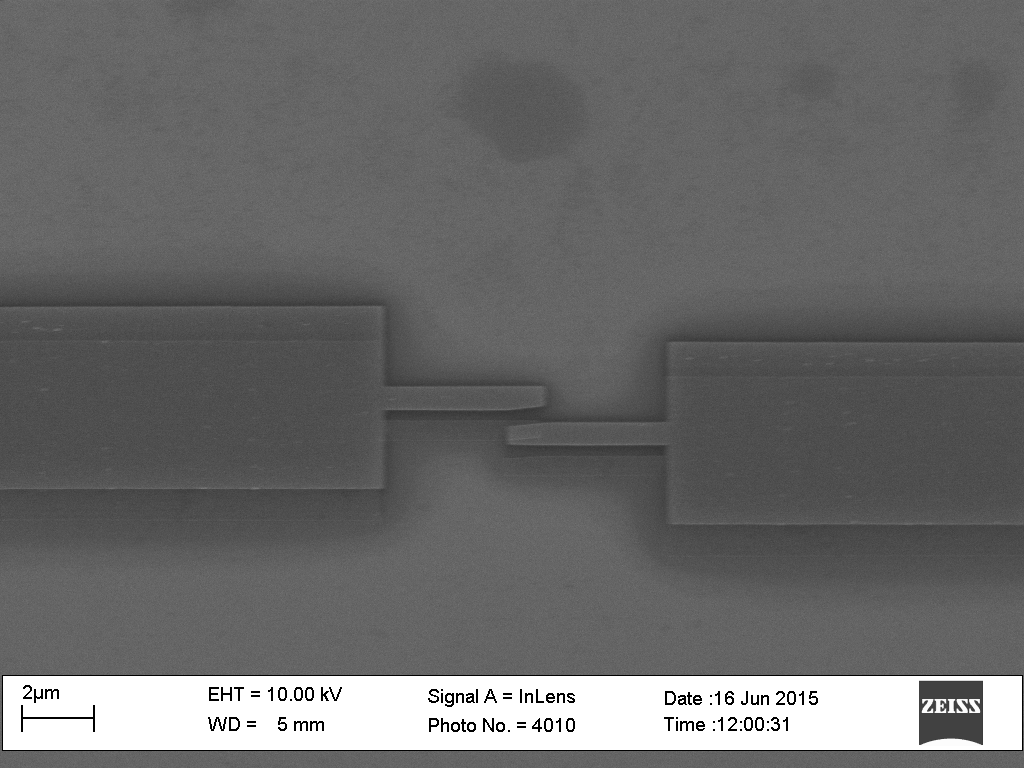 2µm
EHT = 10.00 kV
WD = 5 mm
Signal A = InLens
Photo No. = 4010
Date :16 Jun 2015
Time :12:00:31
ZEISS